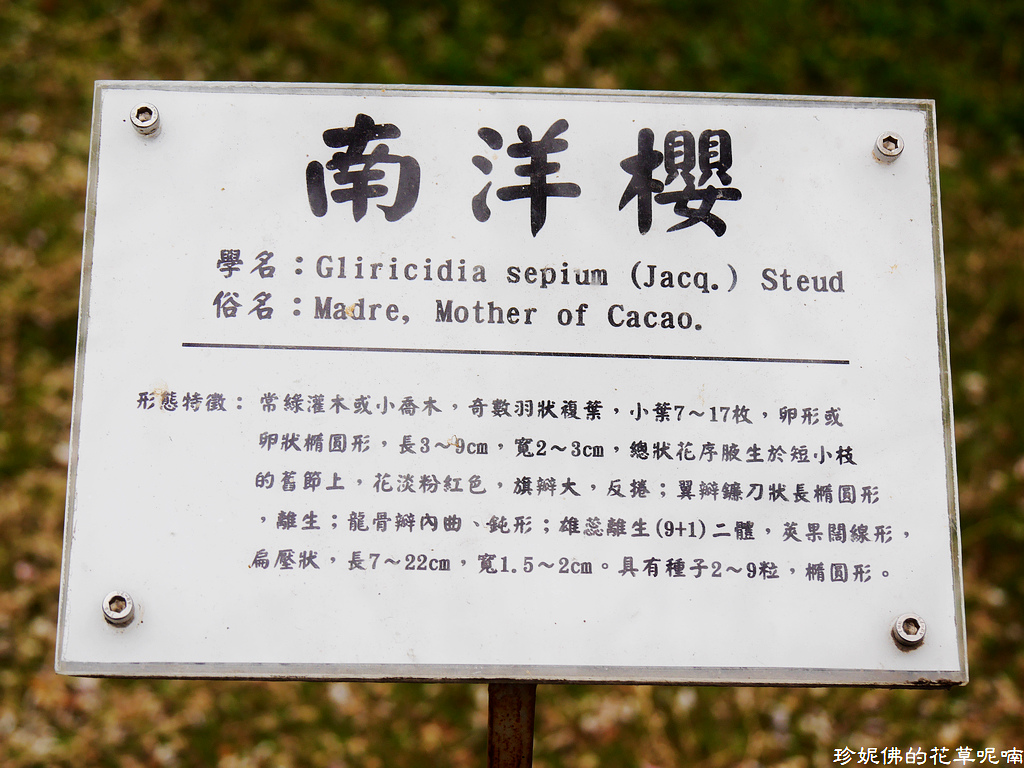 南洋櫻
學名：Gliricidia sepium (Jacq.) Steud
俗名：Madre, Mother of Cacao.
形態特徵：常綠灌木或小喬木，奇數羽狀複葉，小葉7～17枚，卵形或
卵狀橢圓形，長3～9cm，寬2～3cm，總狀花序腋生於短小枝
的舊節上，花淡粉紅色，旗瓣大，反捲；翼瓣鐮刀狀長橢圓形
，離生；龍骨瓣內曲、鈍形；雄蕊離生(9+1)二體，莢果闊線形，
扁壓狀，長7～22cm，寬1.5～2cm。具有種子2～9粒，橢圓形。
珍妮佛的花草呢喃